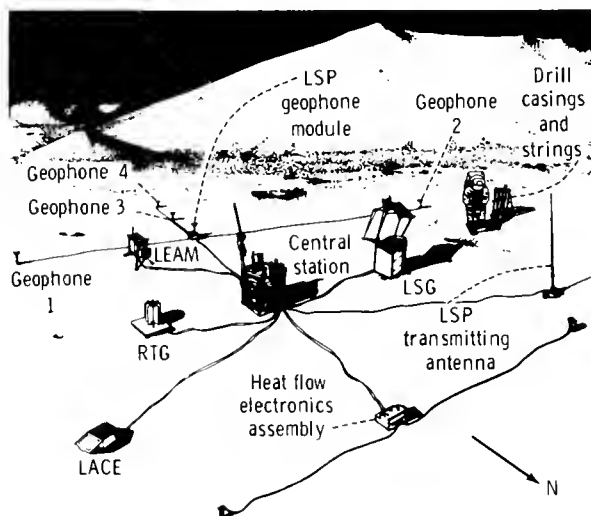 LSP
geophone
module
Geophone
2
Drill
casings
and
strings
Geophone 4
Geophone 3
LEAM
Central
station
Geophone
1
LSG
RTG
LSP
transmitting
antenna
Heat flow
electronics
assembly
LACE
N